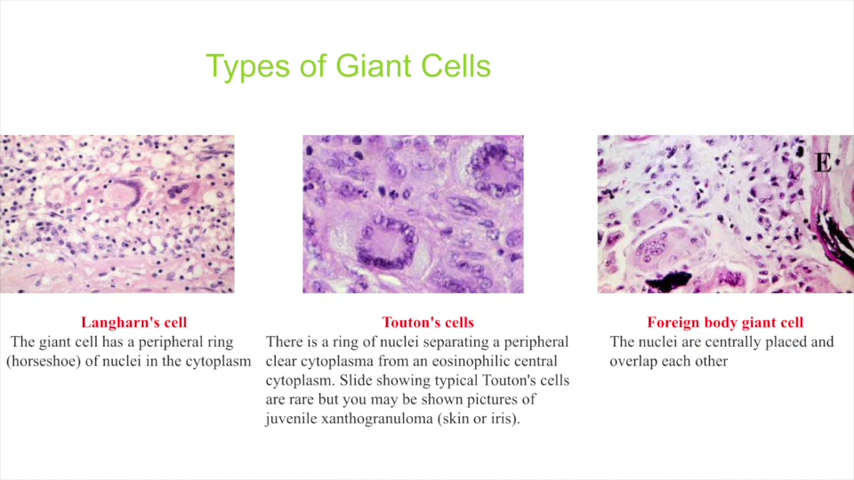 Types of Giant Cells
E
Langharn's cell
The giant cell has a peripheral ring
(horseshoe) of nuclei in the cytoplasm
Touton's cells
There is a ring of nuclei separating a peripheral
clear cytoplasma from an eosinophilic central
cytoplasm. Slide showing typical Touton's cells
are rare but you may be shown pictures of
juvenile xanthogranuloma (skin or iris).
Foreign body giant cell
The nuclei are centrally placed and
overlap each other